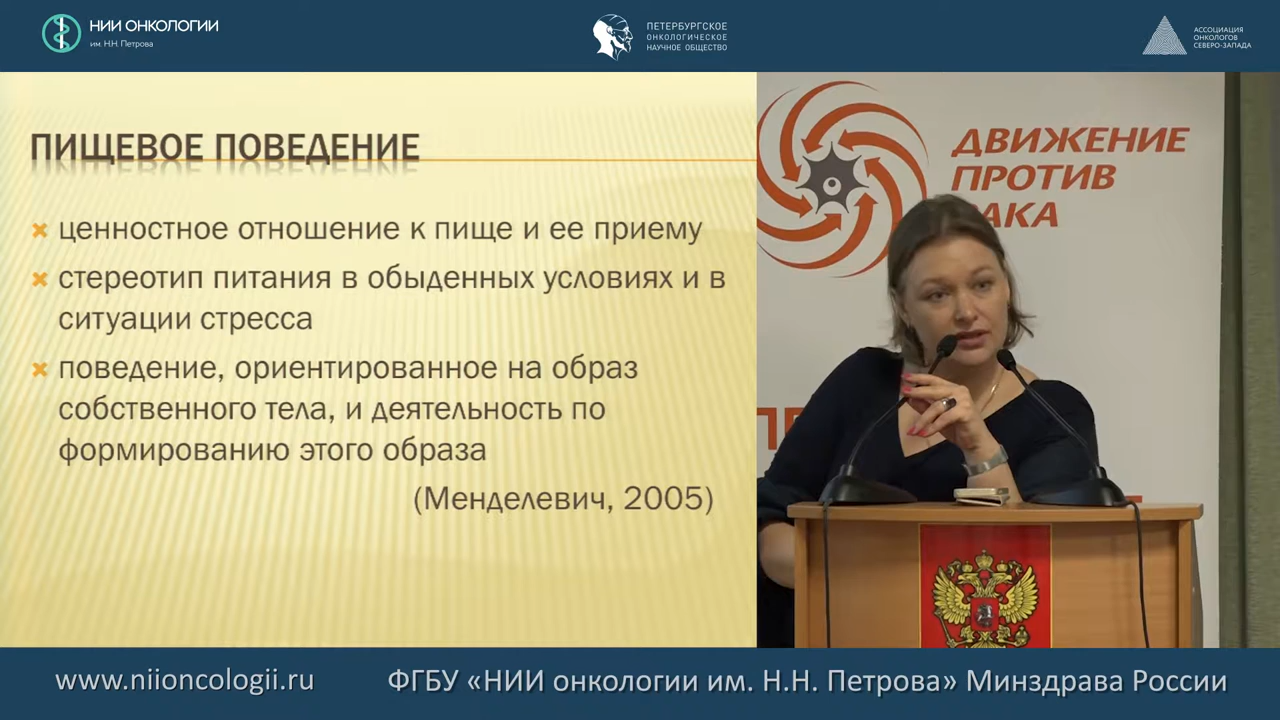 НИИ ОНКОЛОГИИ
им. Н.Н. Петрова
ПЕТЕРБУРГСКОЕ
ОНКОЛОГИЧЕСКОЕ
НАУЧНОЕ ОБЩЕСТВО
АССОЦИАЦИЯ
ОНКОЛОГОВ
СЕВЕРО-ЗАПАДА
ПИЩЕВОЕ ПОВЕДЕНИЕ
ценностное отношение к пище и ее приему
стереотип питания в обыденных условиях и в
ситуации стресса
поведение, ориентированное на образ
собственного тела, и деятельность по
формированию этого образа
(Менделевич, 2005)
ДВИЖЕНИЕ
ПРОТИВ
www.niioncologii.ru
ФГБУ «НИИ онкологии им. Н.Н. Петрова» Минздрава России